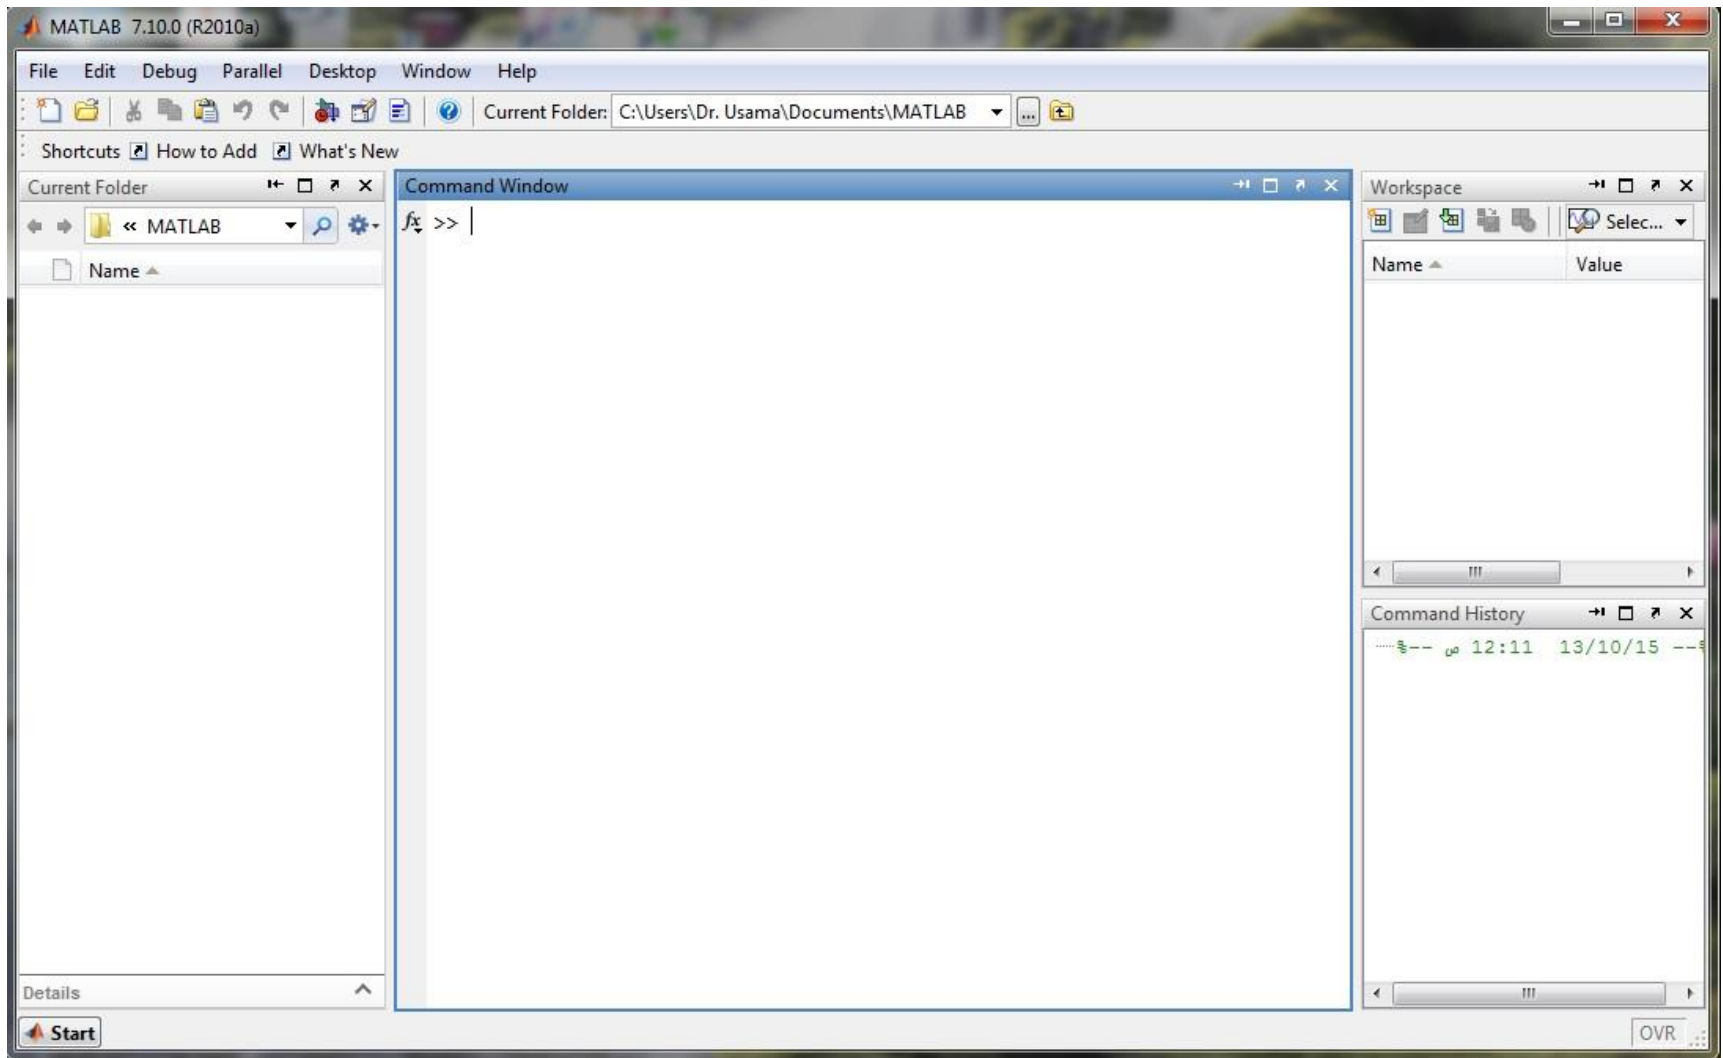 MATLAB 7.10.0 (R2010a)
File Edit Debug Parallel Desktop Window Help
Current Folder: C:\Users\Dr. Usama\Documents\MATLAB ...
Shortcuts How to Add What's New
Current Folder
« MATLAB
Name
Details
Command Window
fx >>
Workspace
Selec...
Name Value
Command History
%-- ص 12:11 13/10/15 --%
Start
OVR